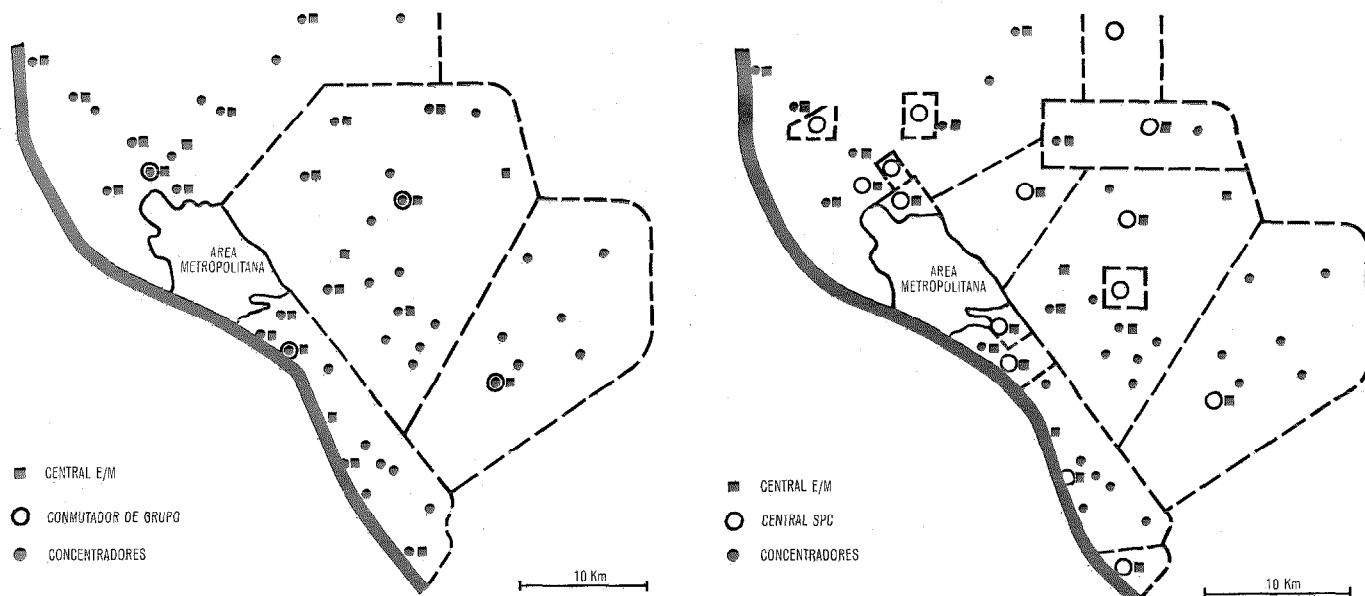 AREA
METROPOLITANA
CENTRAL E/M
CONMUTADOR DE GRUPO
CONCENTRADORES
10 Km
AREA
METROPOLITANA
CENTRAL E/M
CENTRAL SPC
CONCENTRADORES
10 Km